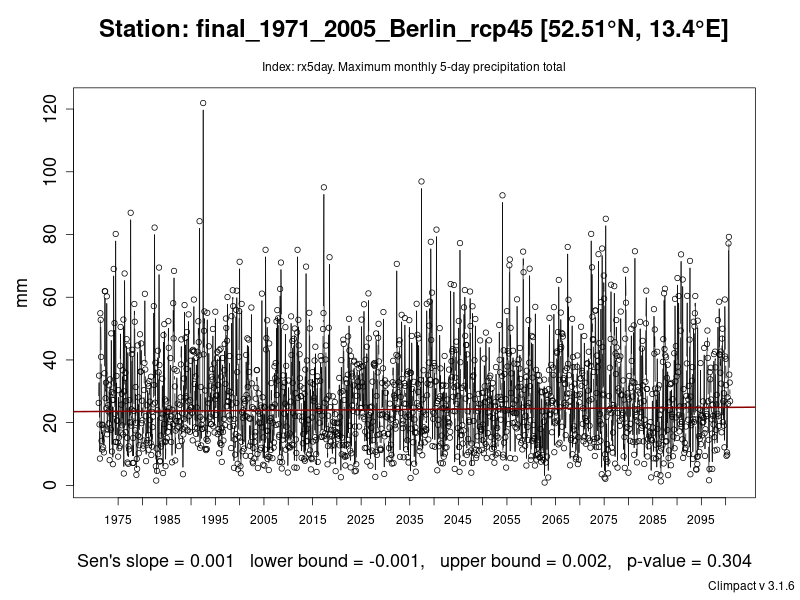 Station: final_1971_2005_Berlin_rcp45 [52.51°N, 13.4°E]
Index: rx5day. Maximum monthly 5-day precipitation total
mm
120
100
80
60
40
20
0
1975 1985 1995 2005 2015 2025 2035 2045 2055 2065 2075 2085 2095
Sen's slope = 0.001 lower bound = -0.001, upper bound = 0.002, p-value = 0.304
Climpact v 3.1.6